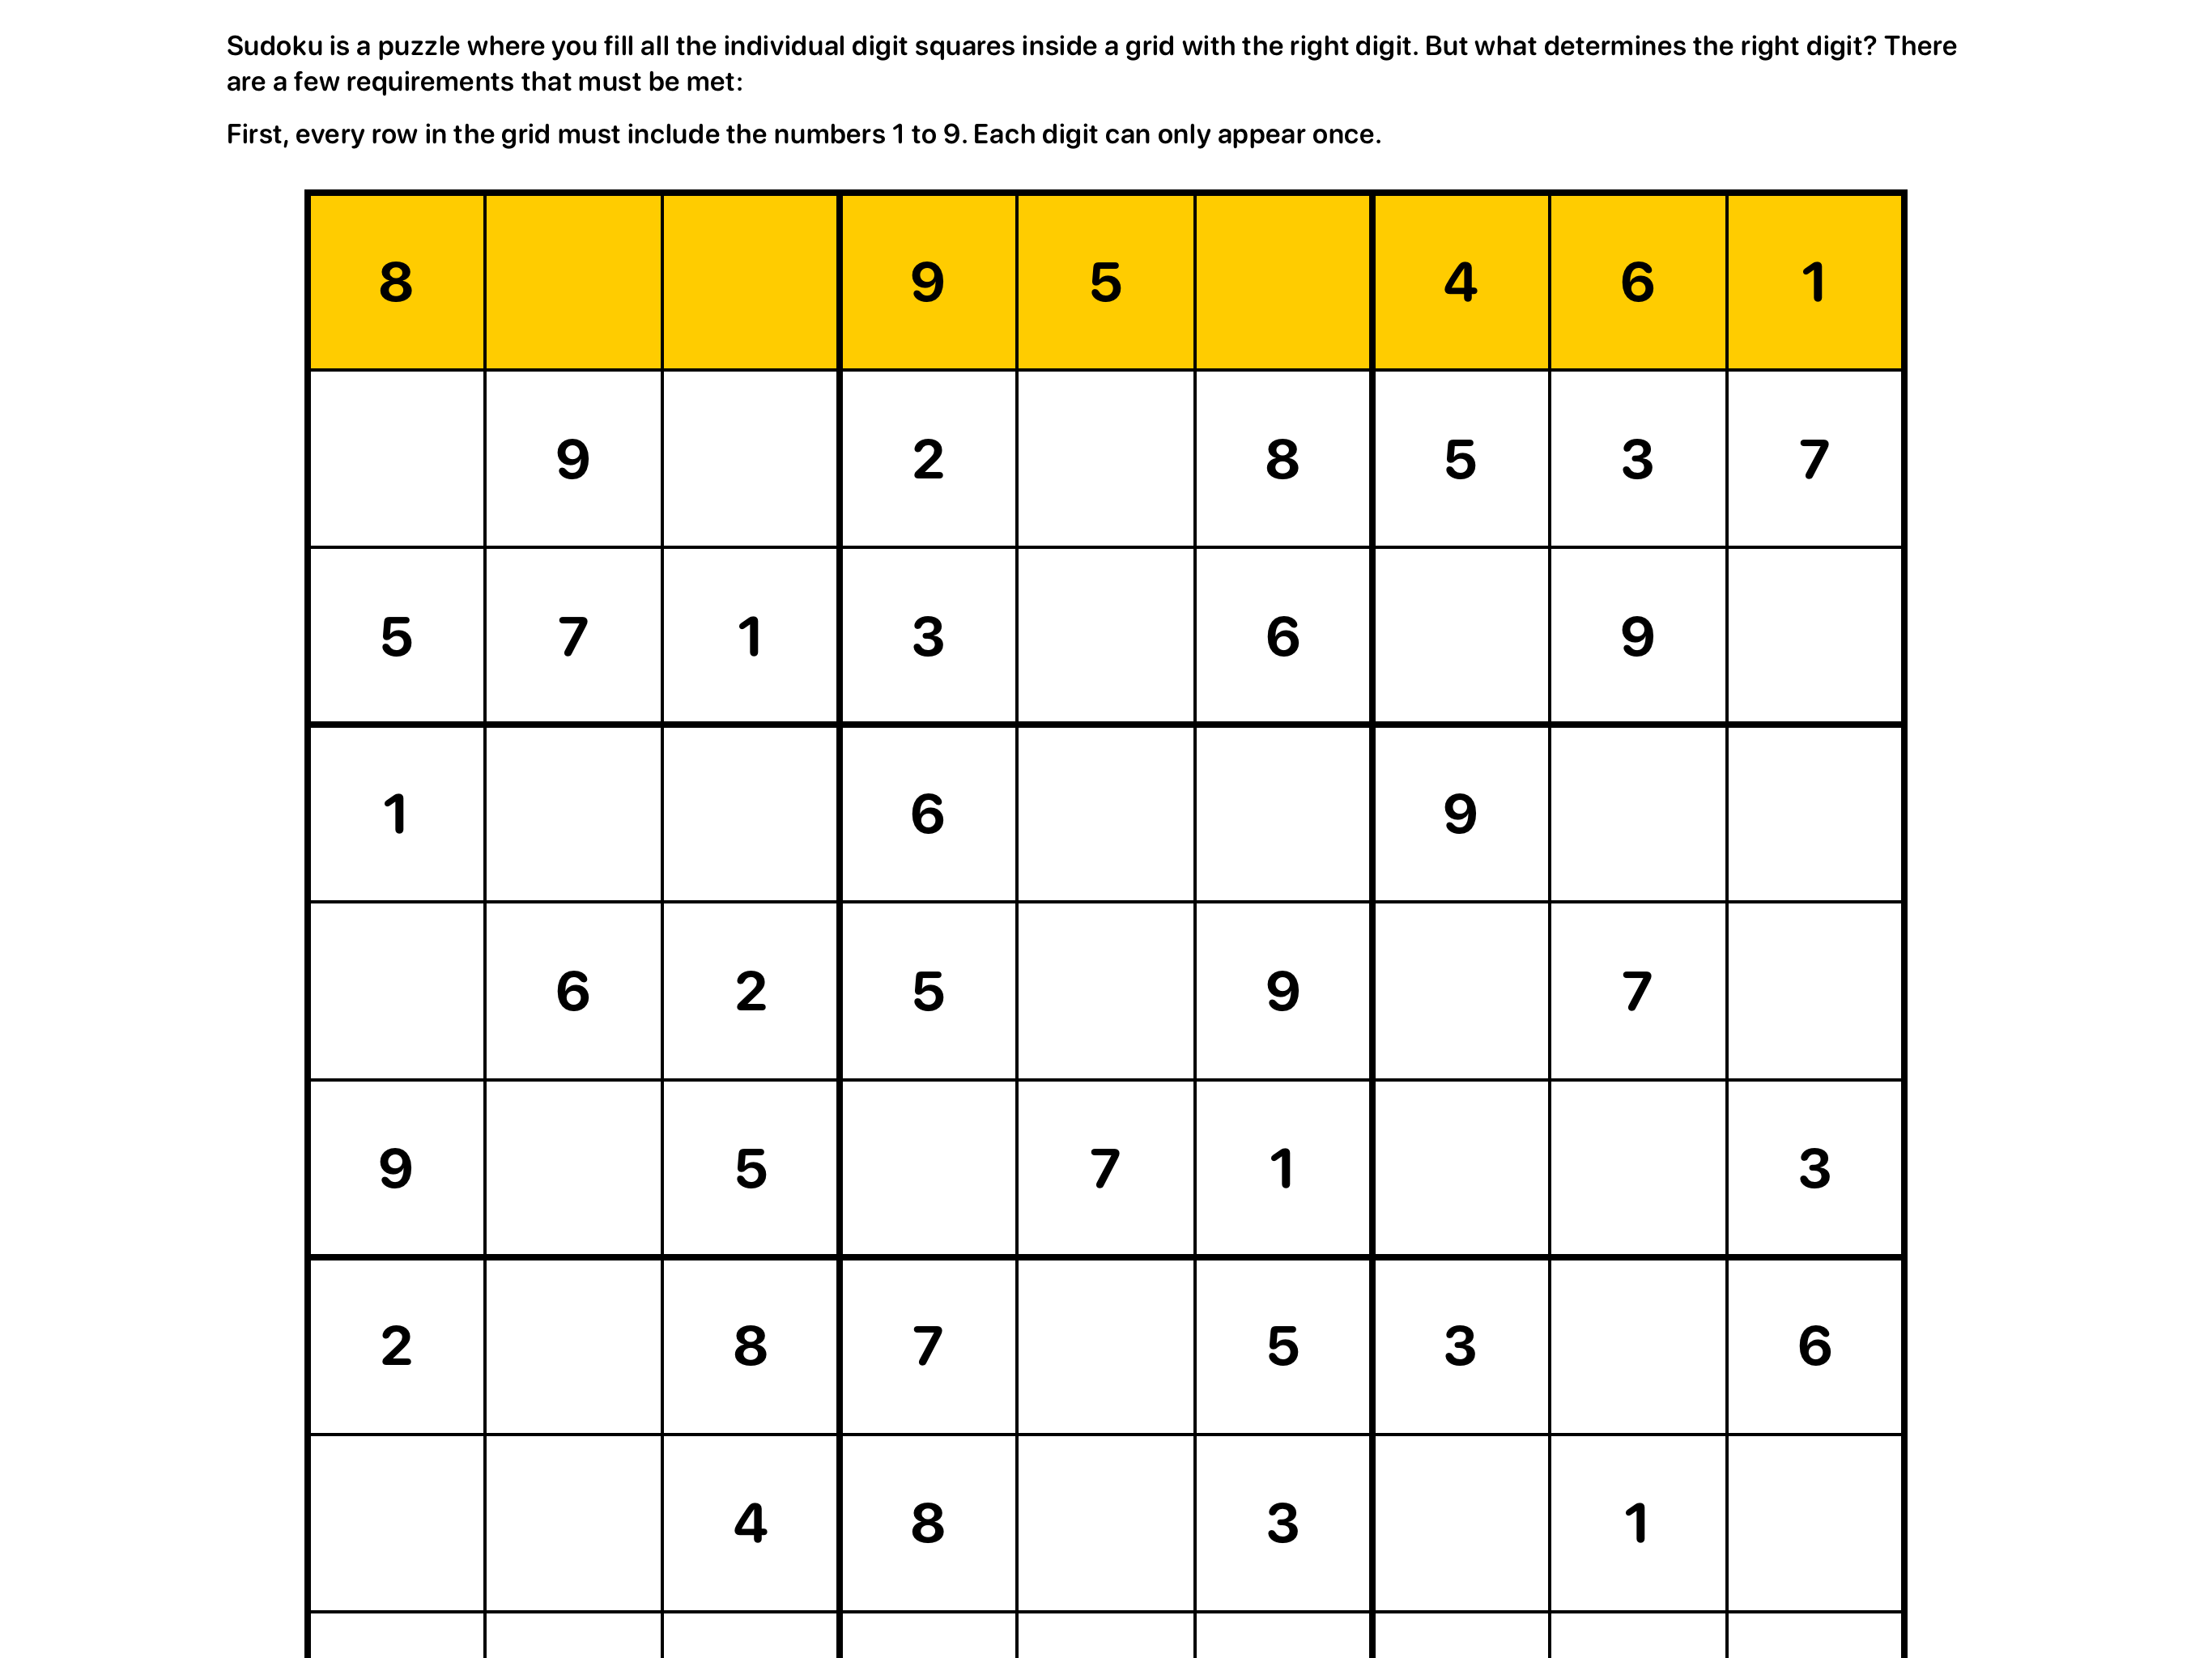 Sudoku is a puzzle where you fill all the individual digit squares inside a grid with the right digit. But what determines the right digit? There
are a few requirements that must be met:
First, every row in the grid must include the numbers 1 to 9. Each digit can only appear once.
8 9 5 4 6 1
9 2 8 5 3 7
5 7 1 3 6 9
1 6 9
6 2 5 9 7
9 5 7 1 3
2 8 7 5 3 6
4 8 3 1